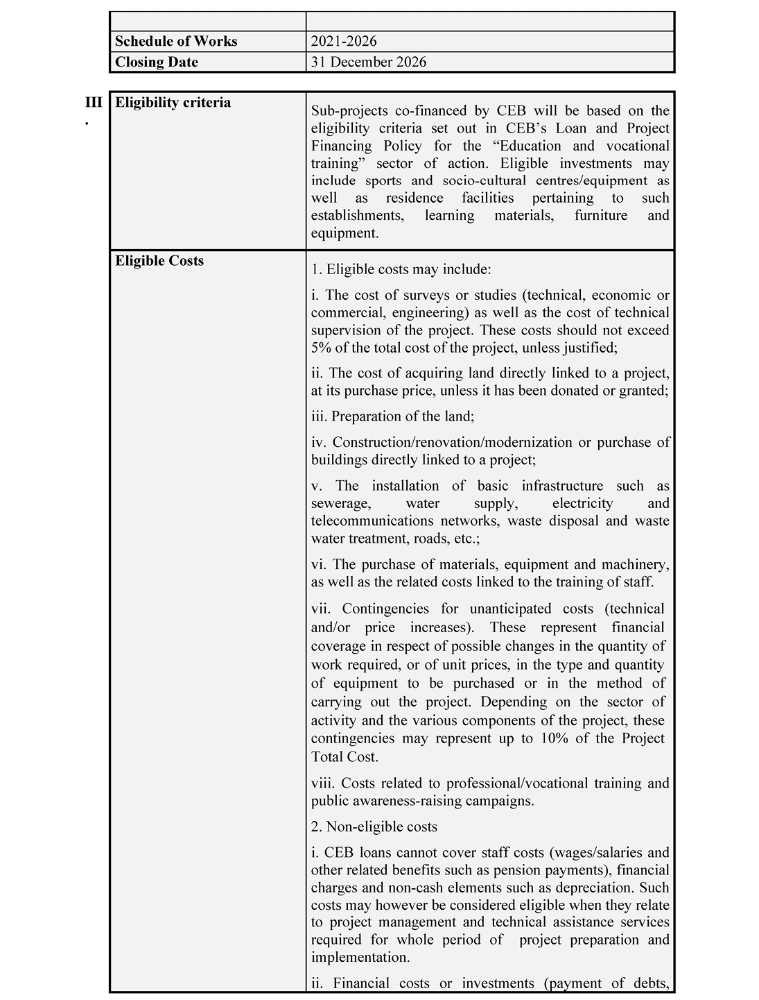 Schedule of Works 2021-2026
Closing Date 31 December 2026
III Eligibility criteria
.
Sub-projects co-financed by CEB will be based on the
eligibility criteria set out in CEB’s Loan and Project
Financing Policy for the “Education and vocational
training” sector of action. Eligible investments may
include sports and socio-cultural centres/equipment as
well as residence facilities pertaining to such
establishments, learning materials, furniture and
equipment.
Eligible Costs
1. Eligible costs may include:
i. The cost of surveys or studies (technical, economic or
commercial, engineering) as well as the cost of technical
supervision of the project. These costs should not exceed
5% of the total cost of the project, unless justified;
ii. The cost of acquiring land directly linked to a project,
at its purchase price, unless it has been donated or granted;
iii. Preparation of the land;
iv. Construction/renovation/modernization or purchase of
buildings directly linked to a project;
v. The installation of basic infrastructure such as
sewerage, water supply, electricity and
telecommunications networks, waste disposal and waste
water treatment, roads, etc.;
vi. The purchase of materials, equipment and machinery,
as well as the related costs linked to the training of staff.
vii. Contingencies for unanticipated costs (technical
and/or price increases). These represent financial
coverage in respect of possible changes in the quantity of
work required, or of unit prices, in the type and quantity
of equipment to be purchased or in the method of
carrying out the project. Depending on the sector of
activity and the various components of the project, these
contingencies may represent up to 10% of the Project
Total Cost.
viii. Costs related to professional/vocational training and
public awareness-raising campaigns.
2. Non-eligible costs
i. CEB loans cannot cover staff costs (wages/salaries and
other related benefits such as pension payments), financial
charges and non-cash elements such as depreciation. Such
costs may however be considered eligible when they relate
to project management and technical assistance services
required for whole period of project preparation and
implementation.
ii. Financial costs or investments (payment of debts,